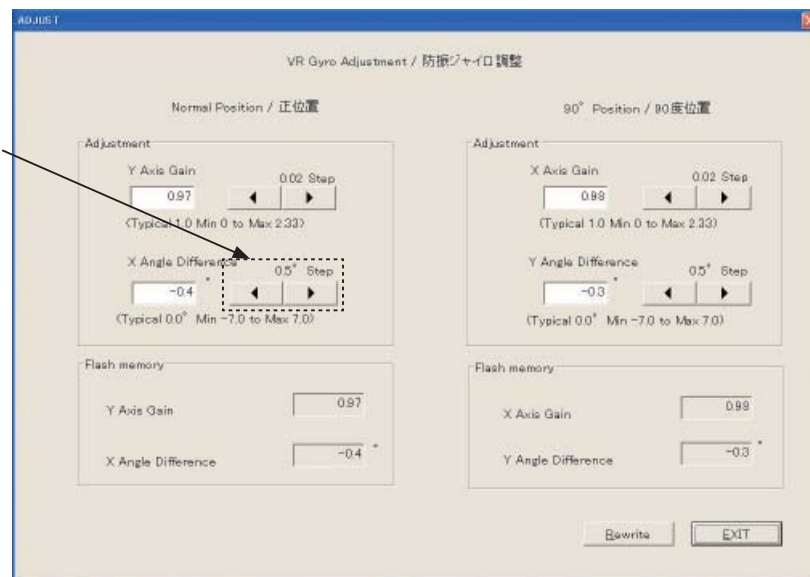 ADJUST
VR Gyro Adjustment / 防振ジャイロ調整
Normal Position / 正位置
Adjustment
Y Axis Gain
0.02 Step
0.97
(Typical 1.0 Min 0 to Max 2.33)
X Angle Difference
0.5° Step
-0.4 °
(Typical 0.0° Min -7.0 to Max 7.0)
Flash memory
Y Axis Gain 0.97
X Angle Difference -0.4 °
90° Position / 90度位置
Adjustment
X Axis Gain
0.02 Step
0.98
(Typical 1.0 Min 0 to Max 2.33)
Y Angle Difference
0.5° Step
-0.3 °
(Typical 0.0° Min -7.0 to Max 7.0)
Flash memory
X Axis Gain 0.98
Y Angle Difference -0.3 °
Rewrite EXIT